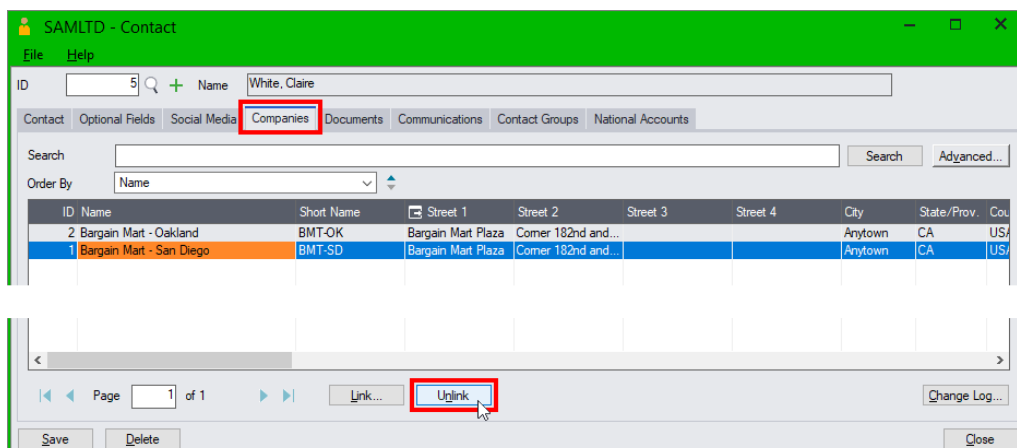 SAMLTD - Contact
File Help
ID 5 Name White, Claire
Contact Optional Fields Social Media Companies Documents Communications Contact Groups National Accounts
Search Search Advanced...
Order By Name
ID Name Short Name Street 1 Street 2 Street 3 Street 4 City State/Prov. Cou
2 Bargain Mart - Oakland BMT-OK Bargain Mart Plaza Corner 182nd and... Anytown CA USA
1 Bargain Mart - San Diego BMT-SD Bargain Mart Plaza Corner 182nd and... Anytown CA USA
Page 1 of 1 Link... Unlink Change Log...
Save Delete Close